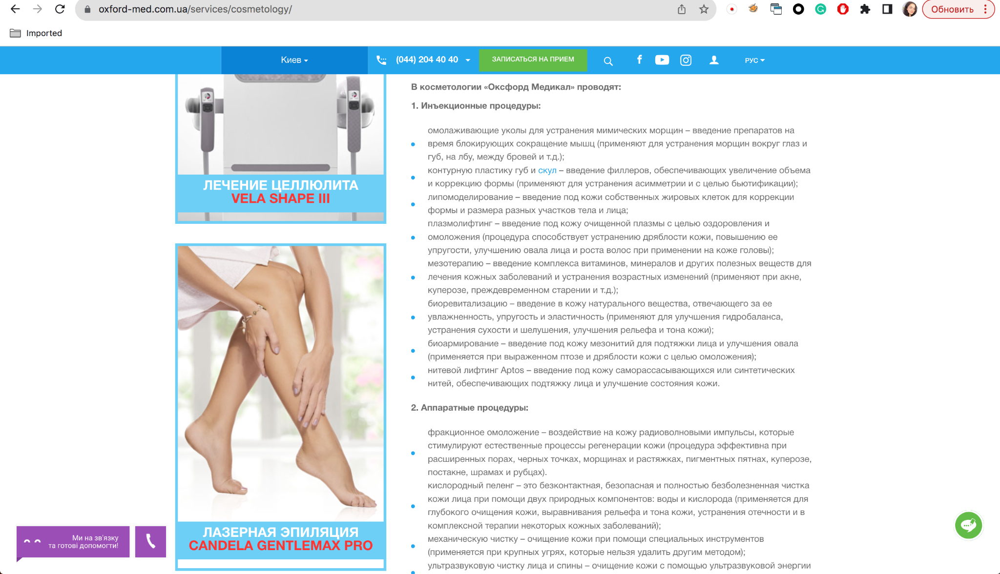 oxford-med.com.ua/services/cosmetology/
Обновить
Imported
Киев
(044) 204 40 40
ЗАПИСАТЬСЯ НА ПРИЕМ
РУС
ЛЕЧЕНИЕ ЦЕЛЛЮЛИТА
VELA SHAPE III
ЛАЗЕРНАЯ ЭПИЛЯЦИЯ
CANDELA GENTLEMAX PRO
В косметологии «Оксфорд Медикал» проводят:
1. Инъекционные процедуры:
омолаживающие уколы для устранения мимических морщин – введение препаратов на
время блокирующих сокращение мышц (применяют для устранения морщин вокруг глаз и
губ, на лбу, между бровей и т.д.);
контурную пластику губ и скул – введение филлеров, обеспечивающих увеличение объема
и коррекцию формы (применяют для устранения асимметрии и с целью бьютификации);
липомоделирование – введение под кожи собственных жировых клеток для коррекции
формы и размера разных участков тела и лица;
плазмолифтинг – введение под кожу очищенной плазмы с целью оздоровления и
омоложения (процедура способствует устранению дряблости кожи, повышению ее
упругости, улучшению овала лица и роста волос при применении на коже головы);
мезотерапию – введение комплекса витаминов, минералов и других полезных веществ для
лечения кожных заболеваний и устранения возрастных изменений (применяют при акне,
куперозе, преждевременном старении и т.д.);
биоревитализацию – введение в кожу натурального вещества, отвечающего за ее
увлажненность, упругость и эластичность (применяют для улучшения гидробаланса,
устранения сухости и шелушения, улучшения рельефа и тона кожи);
биоармирование – введение под кожу мезонитий для подтяжки лица и улучшения овала
(применяется при выраженном птозе и дряблости кожи с целью омоложения);
нитевой лифтинг Aptos – введение под кожу саморассасывающихся или синтетических
нитей, обеспечивающих подтяжку лица и улучшение состояния кожи.
2. Аппаратные процедуры:
фракционное омоложение – воздействие на кожу радиоволновыми импульсы, которые
стимулируют естественные процессы регенерации кожи (процедура эффективна при
расширенных порах, черных точках, морщинах и растяжках, пигментных пятнах, куперозе,
постакне, шрамах и рубцах).
кислородный пеленг – это безконтактная, безопасная и полностью безболезненная чистка
кожи лица при помощи двух природных компонентов: воды и кислорода (применяется для
глубокого очищения кожи, выравнивания рельефа и тона кожи, устранения отечности и в
комплексной терапии некоторых кожных заболеваний);
механическую чистку – очищение кожи при помощи специальных инструментов
(применяется при крупных угрях, которые нельзя удалить другим методом);
ультразвуковую чистку лица и спины – очищение кожи с помощью ультразвуковой энергии
Ми на зв'язку
та готові допомогти!